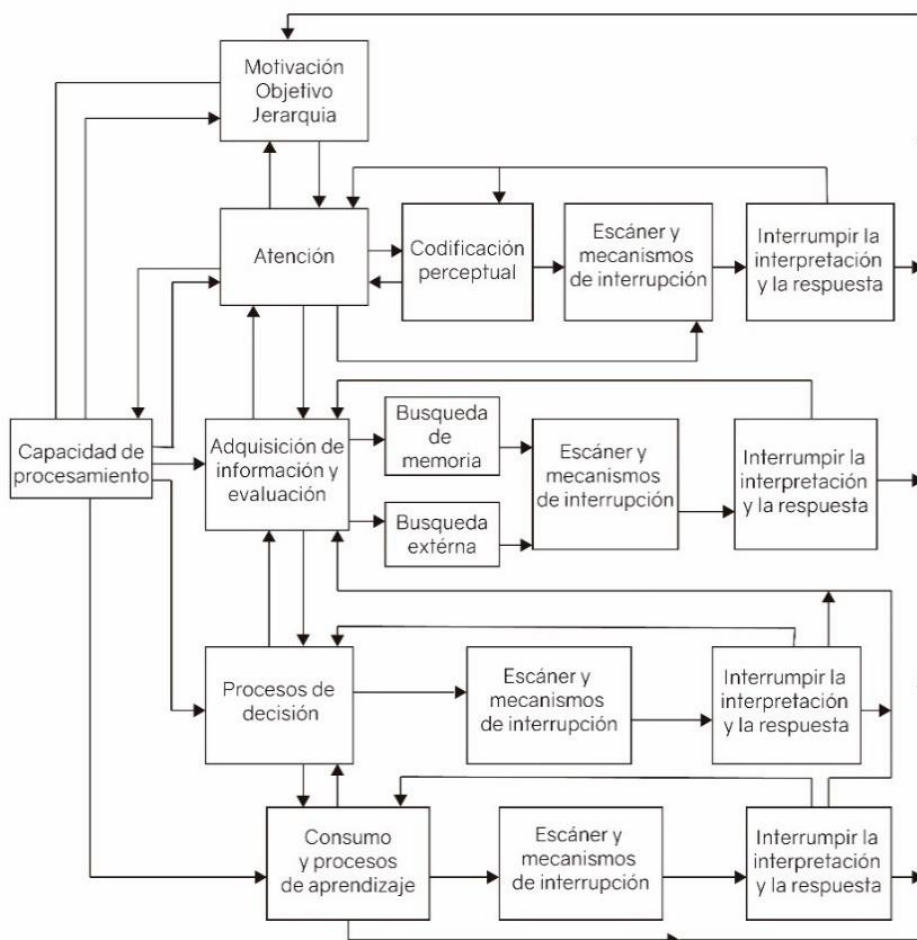 Motivación
Objetivo
Jerarquia
Atención
Codificación
perceptual
Escáner y
mecanismos
de interrupción
Interrumpir la
interpretación
y la respuesta
Capacidad de
procesamiento
Adquisición de
información y
evaluación
Busqueda
de
memoria
Busqueda
extérna
Escáner y
mecanismos
de interrupción
Interrumpir la
interpretación
y la respuesta
Procesos de
decisión
Escáner y
mecanismos
de interrupción
Interrumpir la
interpretación
y la respuesta
Consumo
y procesos
de aprendizaje
Escáner y
mecanismos
de interrupción
Interrumpir la
interpretación
y la respuesta